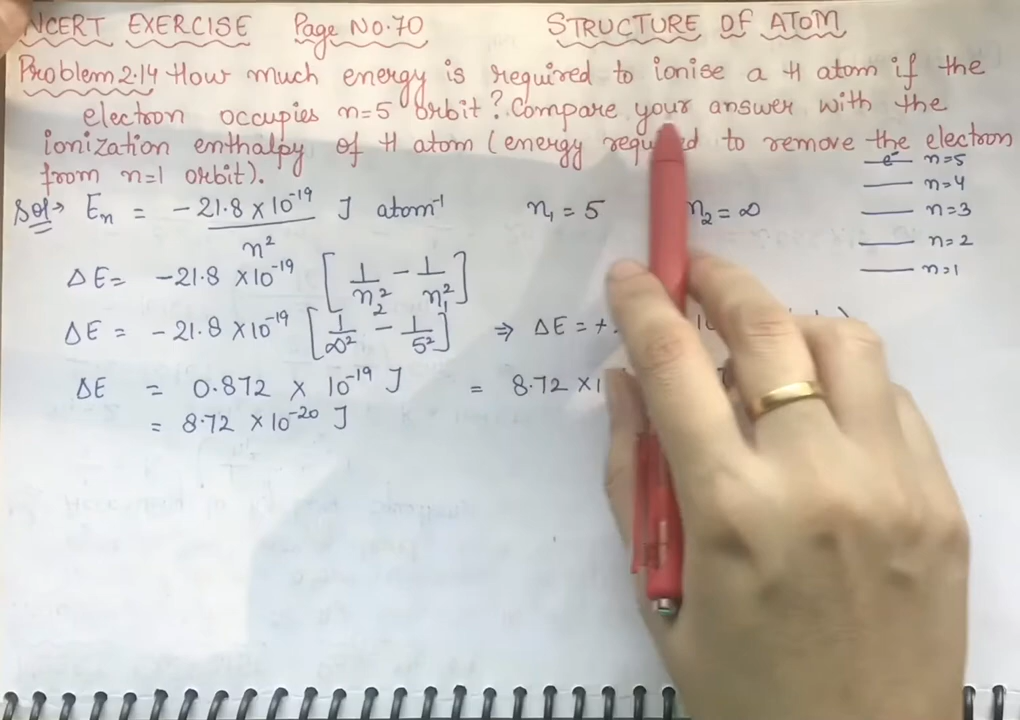 NCERT EXERCISE Page No.70 STRUCTURE OF ATOM
Problem 2.14 How much energy is required to ionise a H atom if the
electron occupies n=5 orbit? Compare your answer with the
ionization enthalpy of H atom (energy required to remove the electron
from n=1 orbit).
e⁻ n=5
n=4
n=3
n=2
n=1
Sol→ En = -21.8 × 10⁻¹⁹ / n² J atom⁻¹ n₁ = 5 n₂ = ∞
ΔE = -21.8 × 10⁻¹⁹ [1/n₂² - 1/n₁²]
ΔE = -21.8 × 10⁻¹⁹ [1/∞² - 1/5²] ⇒ ΔE = +
ΔE = 0.872 × 10⁻¹⁹ J = 8.72 × 1
= 8.72 × 10⁻²⁰ J